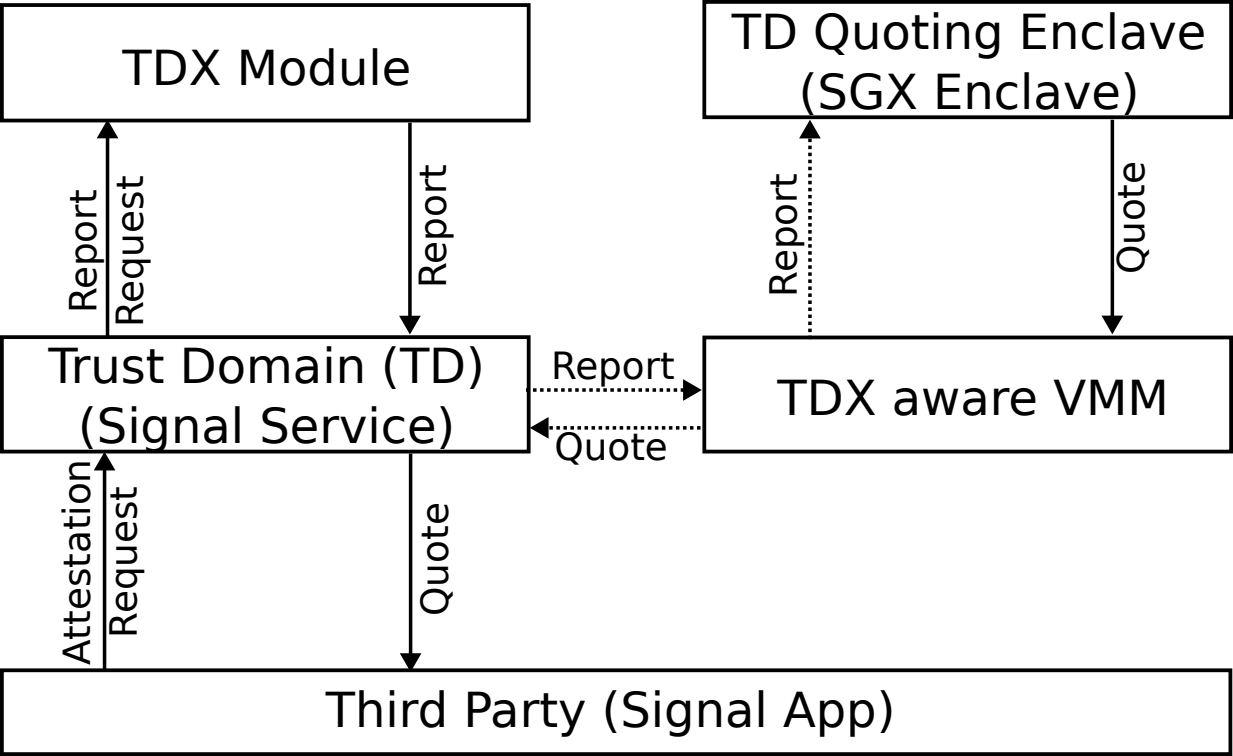 TDX Module
TD Quoting Enclave
(SGX Enclave)
Report
Request
Report
Report
Quote
Trust Domain (TD)
(Signal Service)
Report
Quote
TDX aware VMM
Attestation
Request
Quote
Third Party (Signal App)